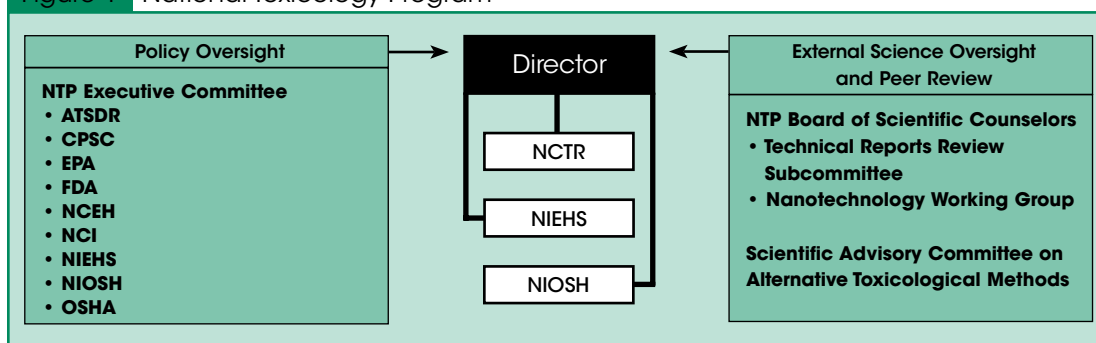 National Toxicology Program
Policy Oversight
NTP Executive Committee
• ATSDR
• CPSC
• EPA
• FDA
• NCEH
• NCI
• NIEHS
• NIOSH
• OSHA
Director
NCTR
NIEHS
NIOSH
External Science Oversight
and Peer Review
NTP Board of Scientific Counselors
• Technical Reports Review
Subcommittee
• Nanotechnology Working Group
Scientific Advisory Committee on
Alternative Toxicological Methods